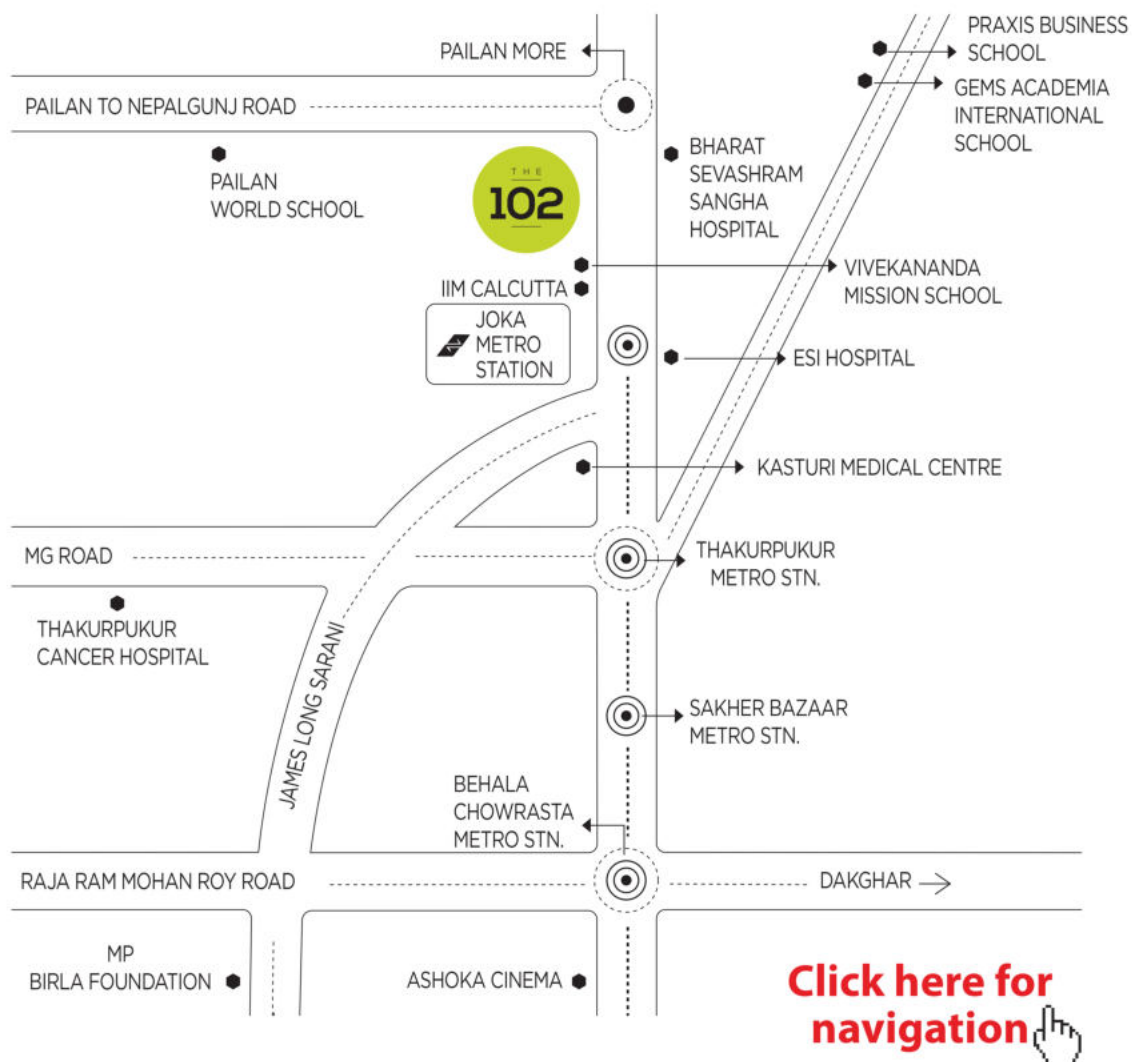 PRAXIS BUSINESS
SCHOOL
PAILAN MORE
GEMS ACADEMIA
INTERNATIONAL
SCHOOL
PAILAN TO NEPALGUNJ ROAD
BHARAT
SEVASHRAM
SANGHA
HOSPITAL
PAILAN
WORLD SCHOOL
THE
102
VIVEKANANDA
MISSION SCHOOL
IIM CALCUTTA
JOKA
METRO
STATION
ESI HOSPITAL
KASTURI MEDICAL CENTRE
MG ROAD
THAKURPUKUR
METRO STN.
THAKURPUKUR
CANCER HOSPITAL
JAMES LONG SARANI
SAKHER BAZAAR
METRO STN.
BEHALA
CHOWRASTA
METRO STN.
RAJA RAM MOHAN ROY ROAD
DAKGHAR
MP
BIRLA FOUNDATION
ASHOKA CINEMA
Click here for
navigation